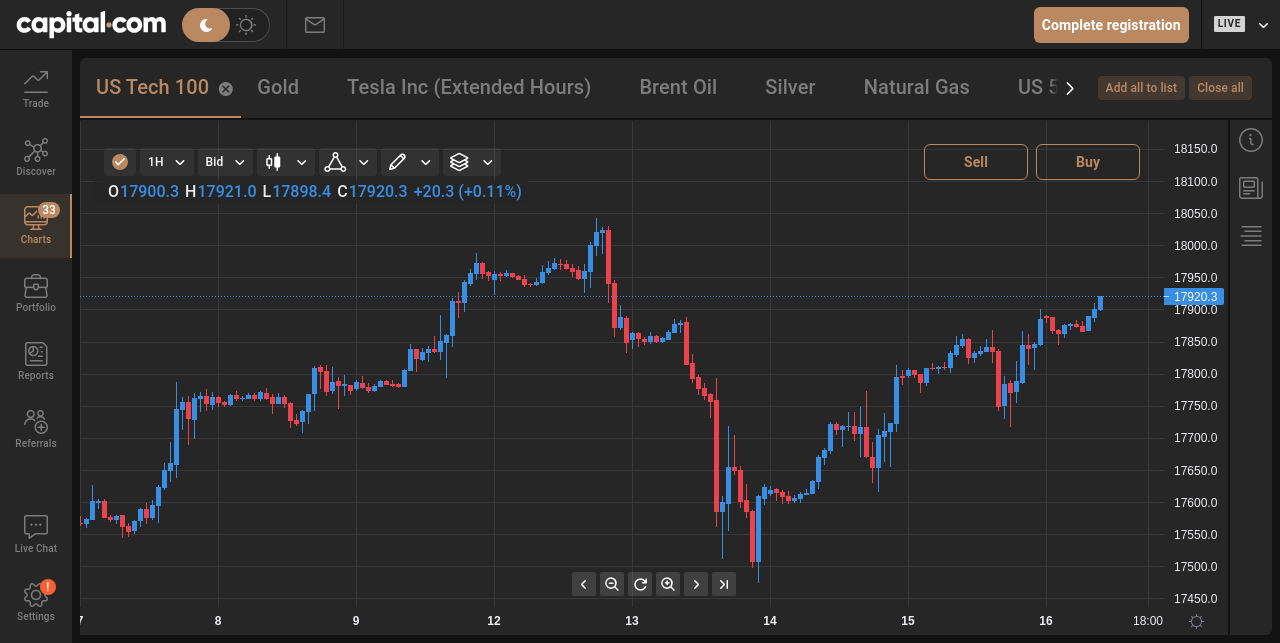 capital.com
Complete registration
LIVE
Trade
Discover
33
Charts
Portfolio
Reports
Referrals
Live Chat
!
Settings
US Tech 100
Gold
Tesla Inc (Extended Hours)
Brent Oil
Silver
Natural Gas
US 5
Add all to list
Close all
1H
Bid
Sell
Buy
O17900.3 H17921.0 L17898.4 C17920.3 +20.3 (+0.11%)
18150.0
18100.0
18050.0
18000.0
17950.0
17920.3
17900.0
17850.0
17800.0
17750.0
17700.0
17650.0
17600.0
17550.0
17500.0
17450.0
7 8 9 12 13 14 15 16 18:00